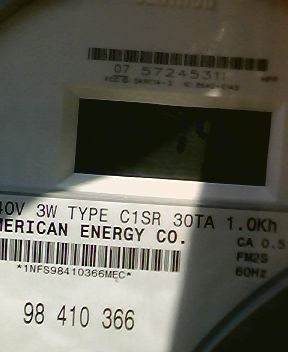 07 5724531
40V 3W TYPE C1SR 30TA 1.0Kh
MERICAN ENERGY CO.
CA 0.5
FM2S
60Hz
*1NFS98410366MEC*
98 410 366